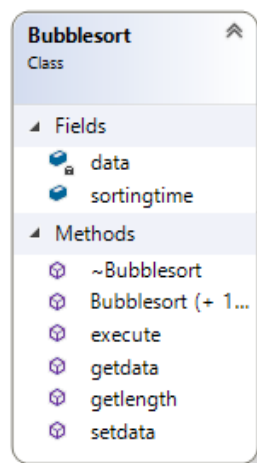 Bubblesort
Class
Fields
data
sortingtime
Methods
~Bubblesort
Bubblesort (+ 1...
execute
getdata
getlength
setdata